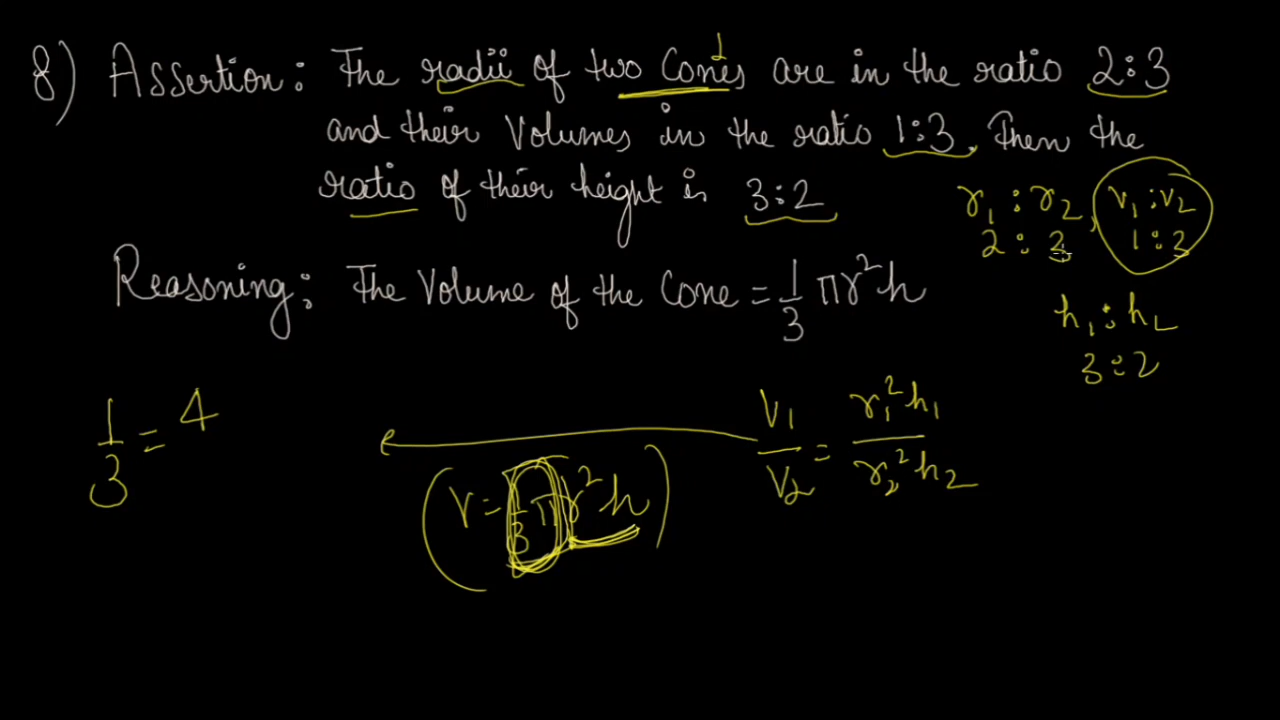 8) Assertion: The radii of two Cones are in the ratio 2:3
and their Volumes in the ratio 1:3. Then the
ratio of their height is 3:2
r₁ : r₂, V₁ : V₂
2 : 3 1 : 3
Reasoning: The Volume of the Cone = 1/3 πr²h
h₁ : h₂
3 : 2
1/3 = 4
V₁/V₂ = r₁²h₁/r₂²h₂
(V = 1/3 πr²h)